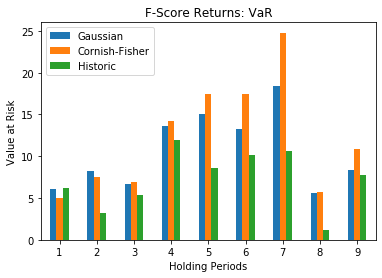 F-Score Returns: VaR
Gaussian
Cornish-Fisher
Historic
Value at Risk
25
20
15
10
5
0
1 2 3 4 5 6 7 8 9
Holding Periods